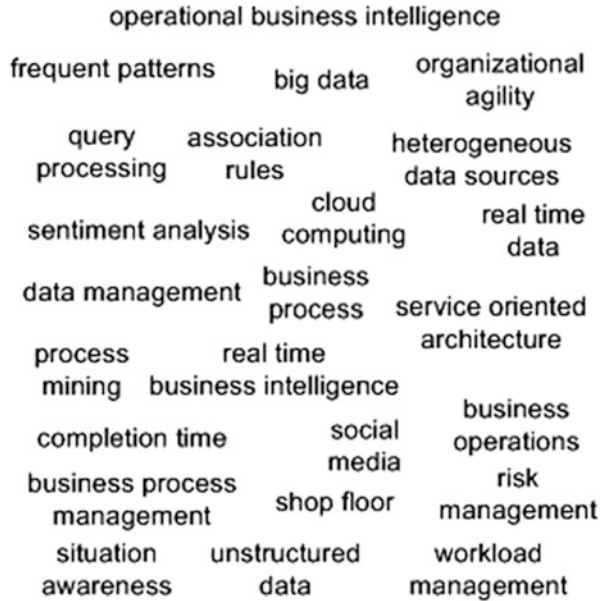 operational business intelligence
frequent patterns
big data
organizational
agility
query
processing
association
rules
heterogeneous
data sources
cloud
computing
sentiment analysis
real time
data
data management
business
process
service oriented
architecture
process
mining
real time
business intelligence
business
operations
completion time
social
media
risk
management
business process
management
shop floor
situation
awareness
unstructured
data
workload
management